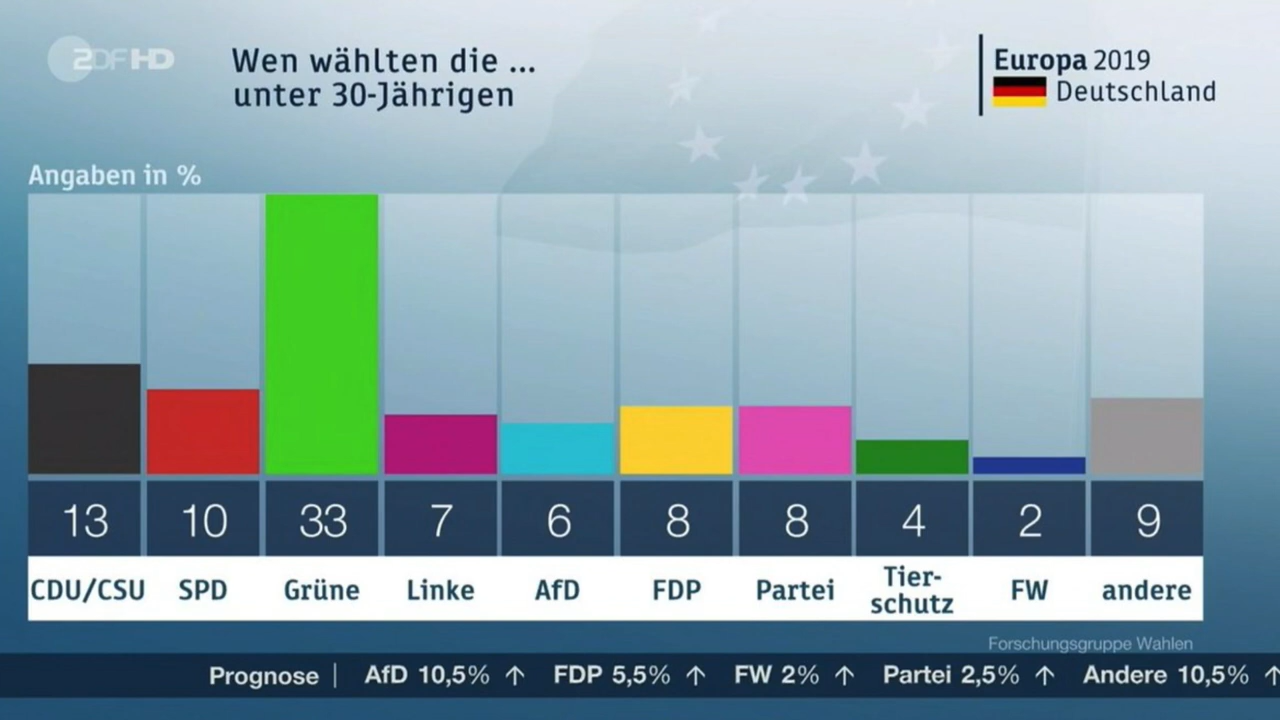 ZDF HD
Wen wählten die ...
unter 30-Jährigen
Europa 2019
Deutschland
Angaben in %
13 10 33 7 6 8 8 4 2 9
CDU/CSU SPD Grüne Linke AfD FDP Partei Tier-schutz FW andere
Forschungsgruppe Wahlen
Prognose | AfD 10,5% ↑ FDP 5,5% ↑ FW 2% ↑ Partei 2,5% ↑ Andere 10,5% ↑